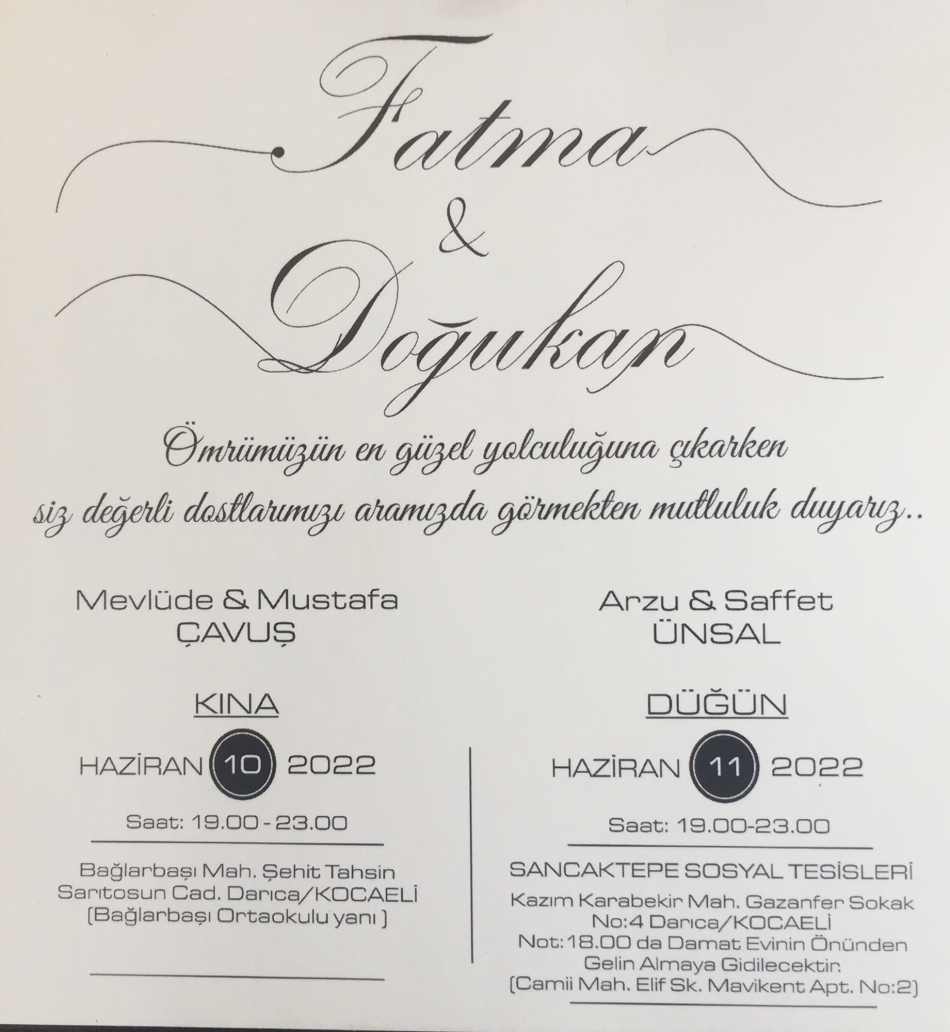 Fatma
&
Doğukan
Ömrümüzün en güzel yolculuğuna çıkarken
siz değerli dostlarımızı aramızda görmekten mutluluk duyarız..
Mevlüde & Mustafa
ÇAVUŞ
Arzu & Saffet
ÜNSAL
KINA
HAZİRAN 10 2022
Saat: 19.00 - 23.00
Bağlarbaşı Mah. Şehit Tahsin
Sarıtosun Cad. Darıca/KOCAELİ
(Bağlarbaşı Ortaokulu yanı )
DÜĞÜN
HAZİRAN 11 2022
Saat: 19.00-23.00
SANCAKTEPE SOSYAL TESİSLERİ
Kazım Karabekir Mah. Gazanfer Sokak
No:4 Darıca/KOCAELİ
Not:18.00 da Damat Evinin Önünden
Gelin Almaya Gidilecektir.
(Camii Mah. Elif Sk. Mavikent Apt. No:2)